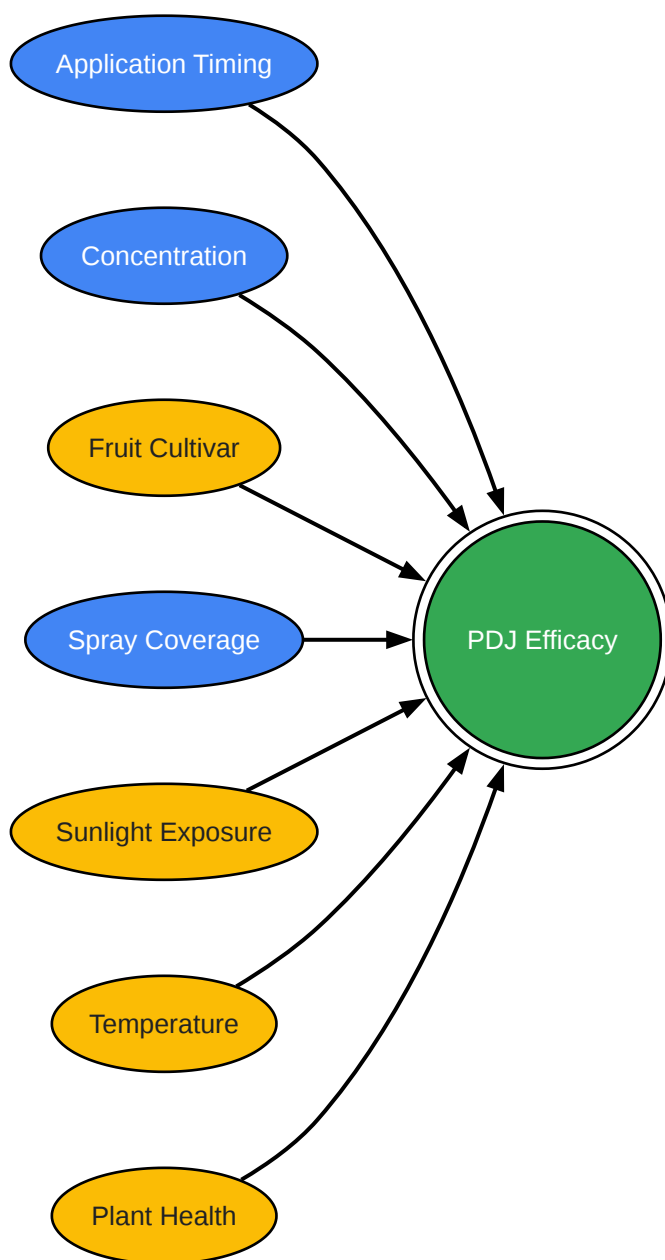 Application Timing
Concentration
Fruit Cultivar
Spray Coverage
PDJ Efficacy
Sunlight Exposure
Temperature
Plant Health